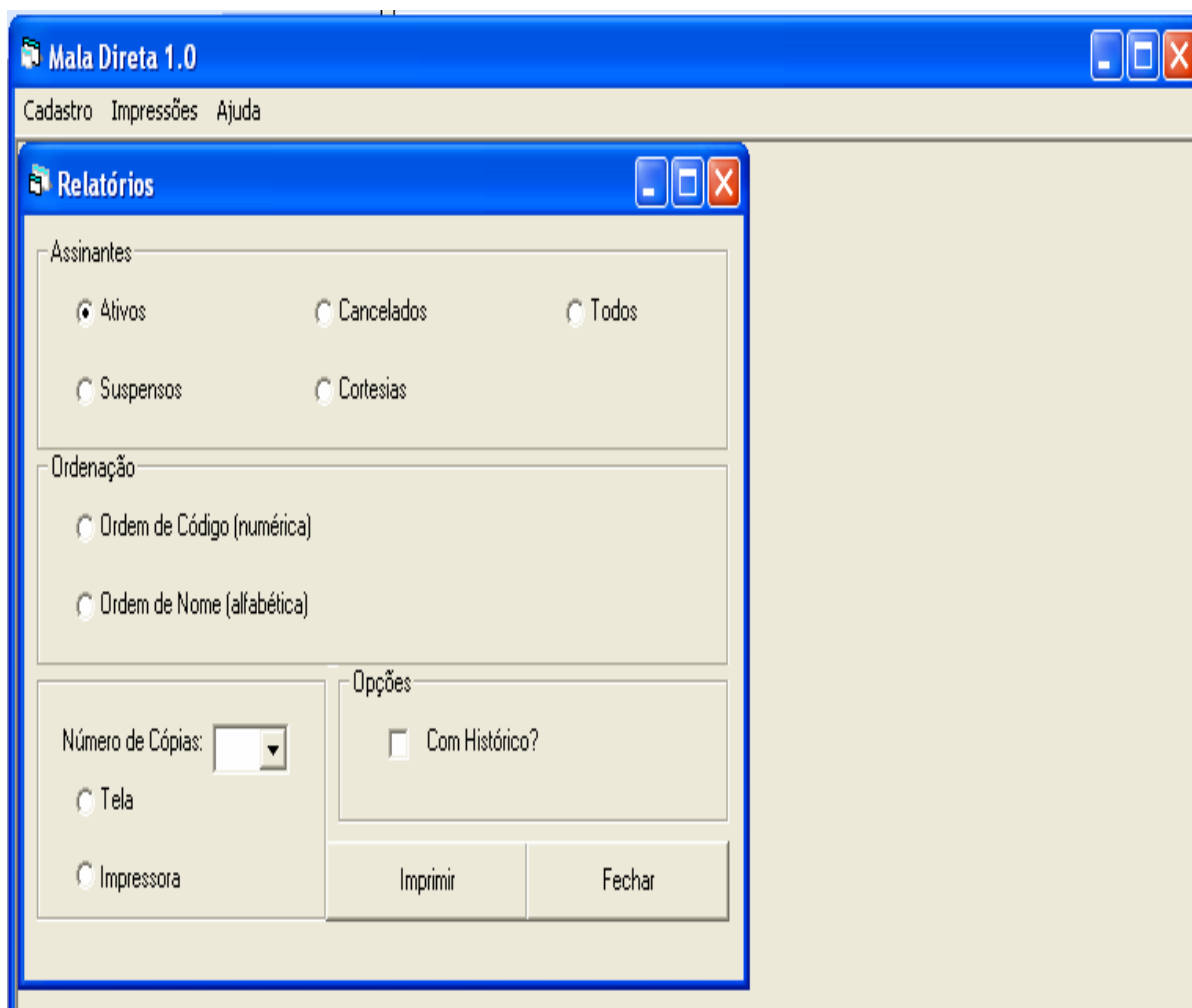 Mala Direta 1.0
Cadastro Impressões Ajuda
Relatórios
Assinantes
Ativos Cancelados Todos
Suspensos Cortesias
Ordenação
Ordem de Código (numérica)
Ordem de Nome (alfabética)
Opções
Número de Cópias: Com Histórico?
Tela
Impressora Imprimir Fechar